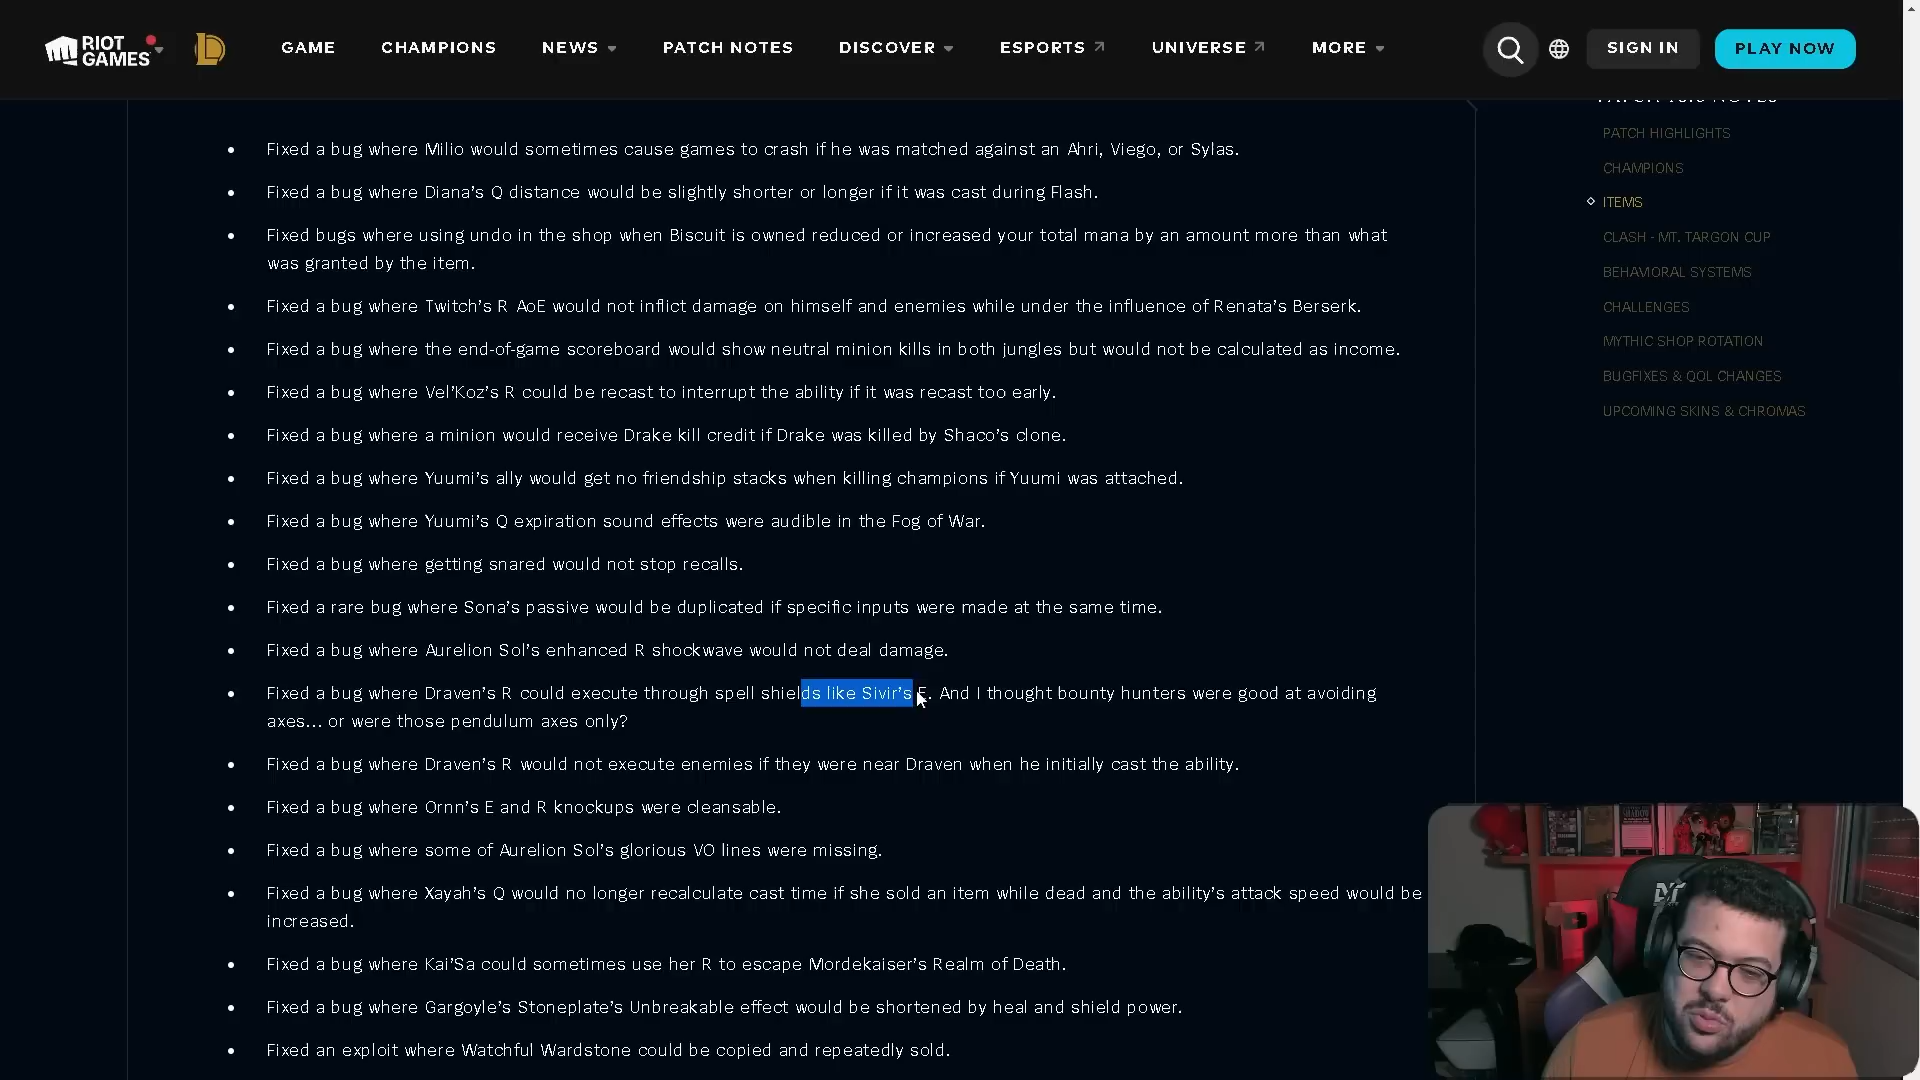 RIOT GAMES
GAME
CHAMPIONS
NEWS
PATCH NOTES
DISCOVER
ESPORTS
UNIVERSE
MORE
SIGN IN
PLAY NOW
Fixed a bug where Milio would sometimes cause games to crash if he was matched against an Ahri, Viego, or Sylas.
Fixed a bug where Diana's Q distance would be slightly shorter or longer if it was cast during Flash.
Fixed bugs where using undo in the shop when Biscuit is owned reduced or increased your total mana by an amount more than what
was granted by the item.
Fixed a bug where Twitch's R AoE would not inflict damage on himself and enemies while under the influence of Renata's Berserk.
Fixed a bug where the end-of-game scoreboard would show neutral minion kills in both jungles but would not be calculated as income.
Fixed a bug where Vel'Koz's R could be recast to interrupt the ability if it was recast too early.
Fixed a bug where a minion would receive Drake kill credit if Drake was killed by Shaco's clone.
Fixed a bug where Yuumi's ally would get no friendship stacks when killing champions if Yuumi was attached.
Fixed a bug where Yuumi's Q expiration sound effects were audible in the Fog of War.
Fixed a bug where getting snared would not stop recalls.
Fixed a rare bug where Sona's passive would be duplicated if specific inputs were made at the same time.
Fixed a bug where Aurelion Sol's enhanced R shockwave would not deal damage.
Fixed a bug where Draven's R could execute through spell shields like Sivir's E. And I thought bounty hunters were good at avoiding
axes... or were those pendulum axes only?
Fixed a bug where Draven's R would not execute enemies if they were near Draven when he initially cast the ability.
Fixed a bug where Ornn's E and R knockups were cleansable.
Fixed a bug where some of Aurelion Sol's glorious VO lines were missing.
Fixed a bug where Xayah's Q would no longer recalculate cast time if she sold an item while dead and the ability's attack speed would be
increased.
Fixed a bug where Kai'Sa could sometimes use her R to escape Mordekaiser's Realm of Death.
Fixed a bug where Gargoyle's Stoneplate's Unbreakable effect would be shortened by heal and shield power.
Fixed an exploit where Watchful Wardstone could be copied and repeatedly sold.
PATCH HIGHLIGHTS
CHAMPIONS
ITEMS
CLASH - MT. TARGON CUP
BEHAVIORAL SYSTEMS
CHALLENGES
MYTHIC SHOP ROTATION
BUGFIXES & QOL CHANGES
UPCOMING SKINS & CHROMAS